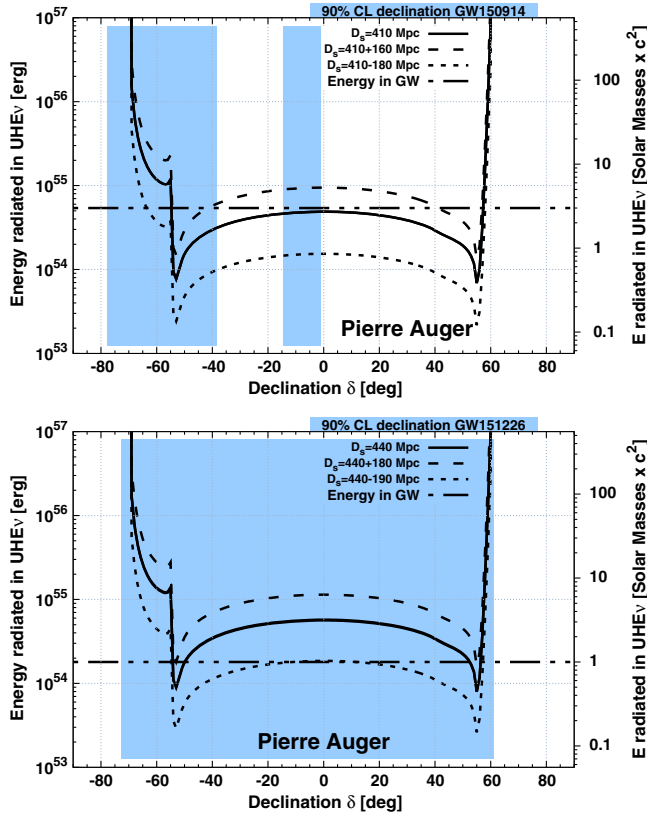 90% CL declination GW150914
D_s=410 Mpc
D_s=410+160 Mpc
D_s=410-180 Mpc
Energy in GW
10^57
10^56
10^55
10^54
10^53
Energy radiated in UHEν [erg]
100
10
1
0.1
E radiated in UHEν [Solar Masses x c^2]
Pierre Auger
-80 -60 -40 -20 0 20 40 60 80
Declination δ [deg]
90% CL declination GW151226
D_s=440 Mpc
D_s=440+180 Mpc
D_s=440-190 Mpc
Energy in GW
10^57
10^56
10^55
10^54
10^53
Energy radiated in UHEν [erg]
100
10
1
0.1
E radiated in UHEν [Solar Masses x c^2]
Pierre Auger
-80 -60 -40 -20 0 20 40 60 80
Declination δ [deg]